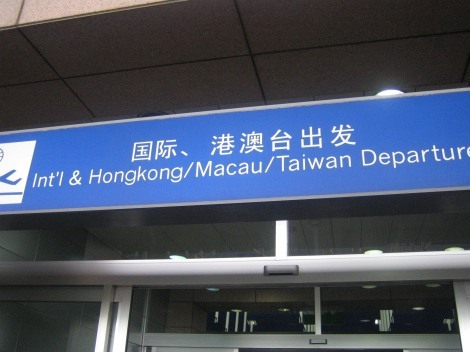 国际、港澳台出发
Int'l & Hongkong/Macau/Taiwan Departure